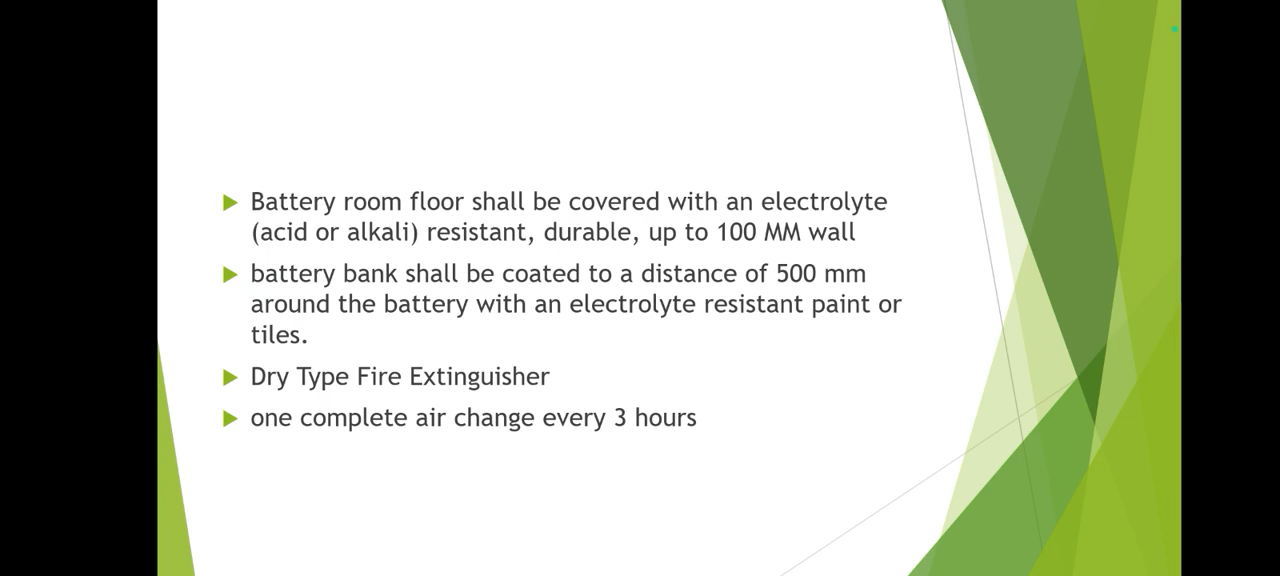 Battery room floor shall be covered with an electrolyte
(acid or alkali) resistant, durable, up to 100 MM wall
battery bank shall be coated to a distance of 500 mm
around the battery with an electrolyte resistant paint or
tiles.
Dry Type Fire Extinguisher
one complete air change every 3 hours